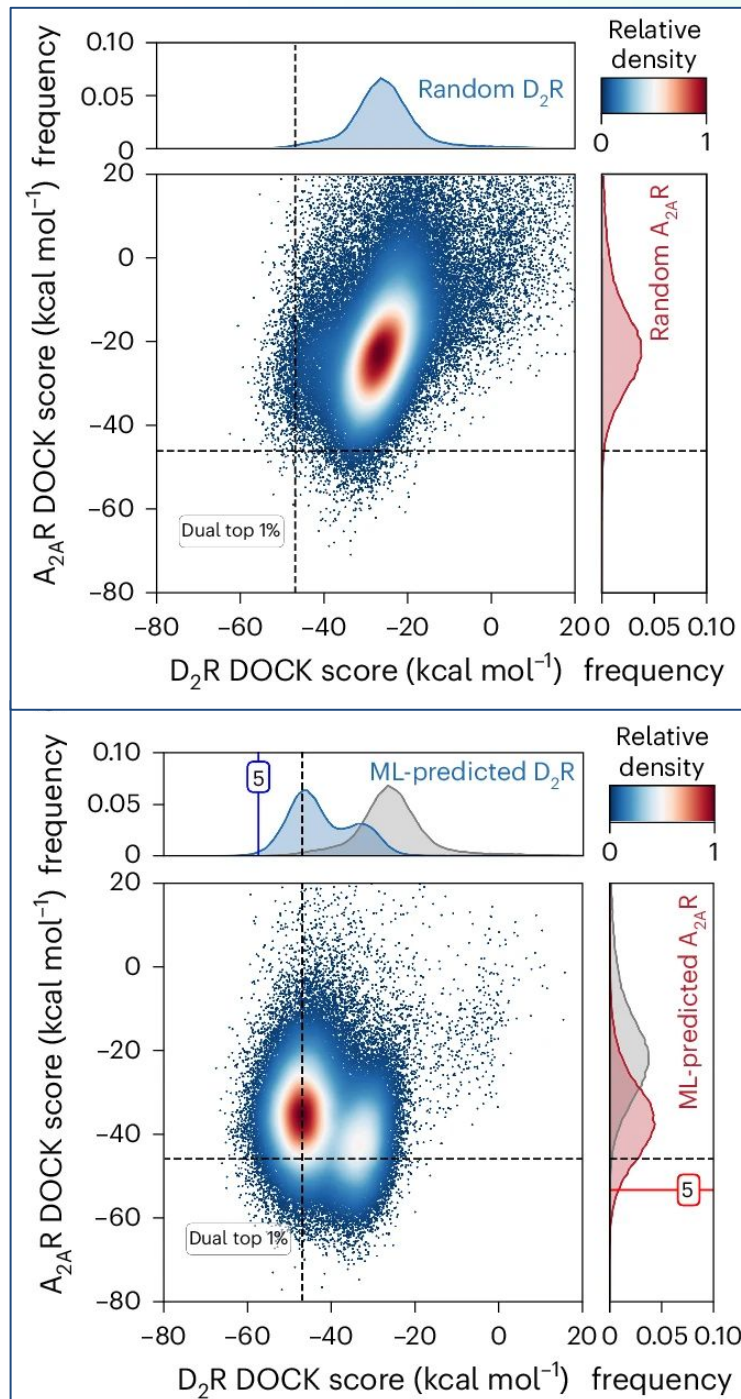 Relative
density
0 1
0.10
0.05
0
frequency
Random D₂R
20
0
−20
−40
−60
−80
A₂AR DOCK score (kcal mol⁻¹)
Dual top 1%
Random A₂AR
−80 −60 −40 −20 0 20 0 0.05 0.10
D₂R DOCK score (kcal mol⁻¹) frequency
Relative
density
0 1
0.10
0.05
0
frequency
5
ML-predicted D₂R
20
0
−20
−40
−60
−80
A₂AR DOCK score (kcal mol⁻¹)
Dual top 1%
ML-predicted A₂AR
5
−80 −60 −40 −20 0 20 0 0.05 0.10
D₂R DOCK score (kcal mol⁻¹) frequency